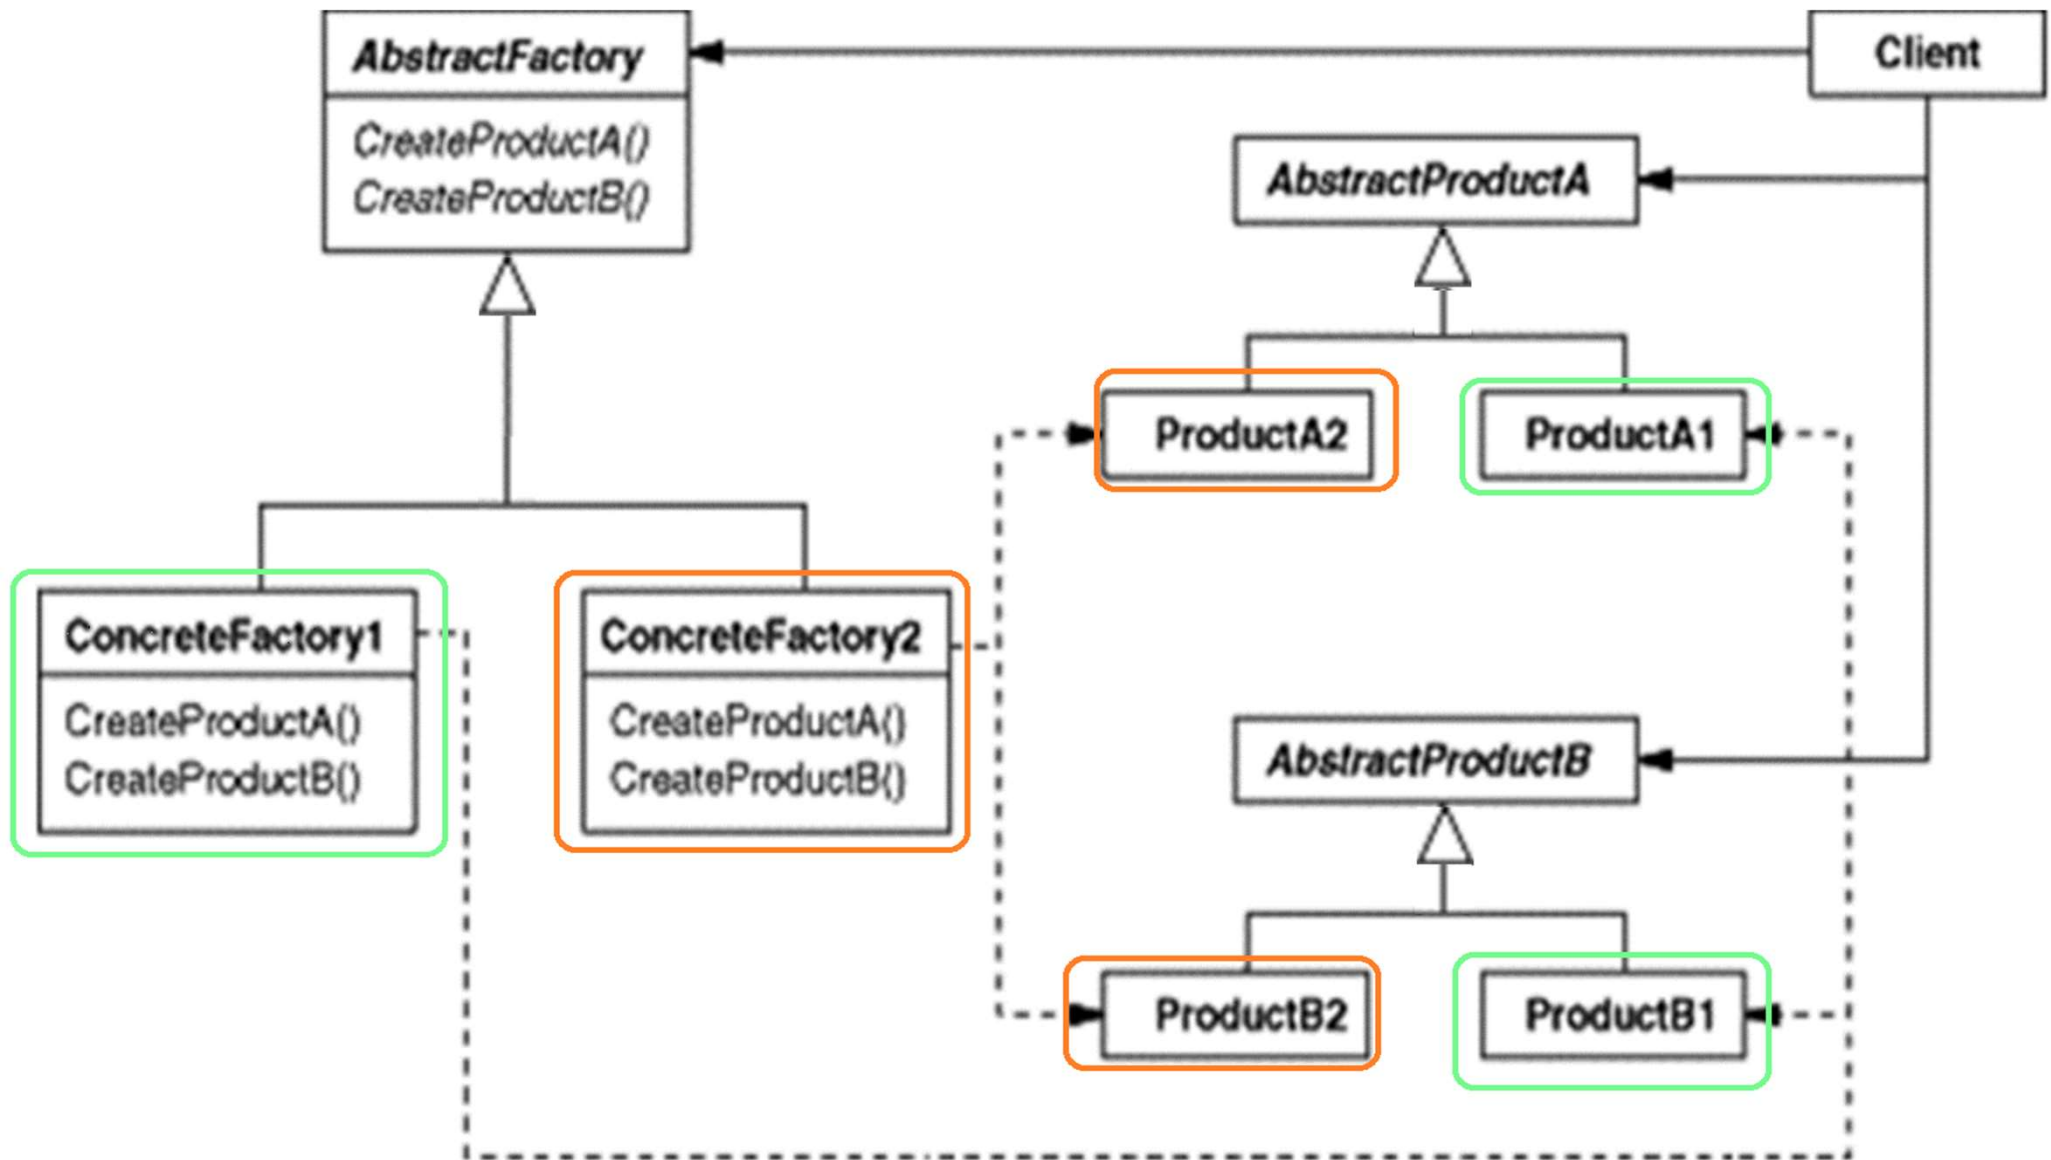 AbstractFactory
CreateProductA()
CreateProductB()
Client
AbstractProductA
ProductA2
ProductA1
ConcreteFactory1
CreateProductA()
CreateProductB()
ConcreteFactory2
CreateProductA()
CreateProductB()
AbstractProductB
ProductB2
ProductB1